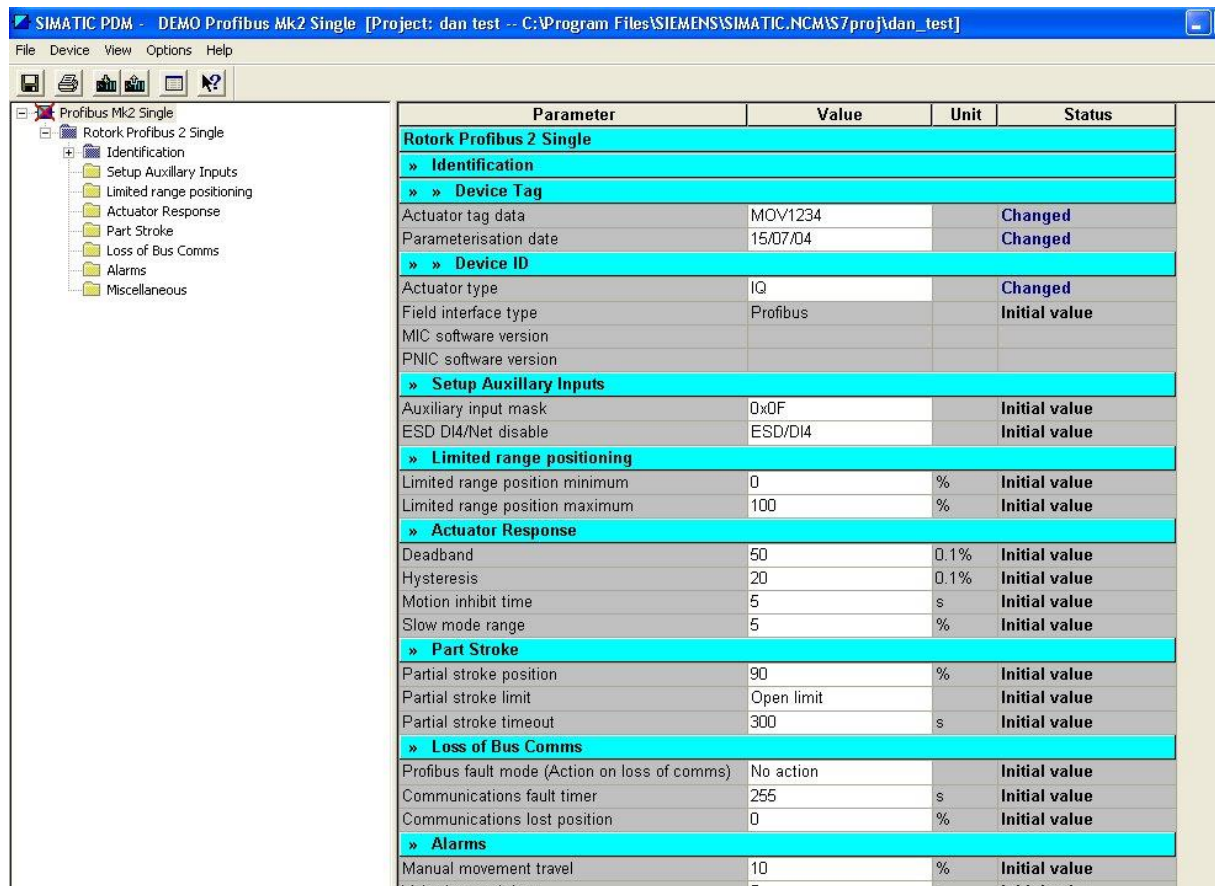 SIMATIC PDM - DEMO Profibus Mk2 Single [Project: dan test -- C:\Program Files\SIEMENS\SIMATIC.NCM\S7proj\dan_test]
File Device View Options Help
Profibus Mk2 Single
Rotork Profibus 2 Single
Identification
Setup Auxillary Inputs
Limited range positioning
Actuator Response
Part Stroke
Loss of Bus Comms
Alarms
Miscellaneous
Parameter Value Unit Status
Rotork Profibus 2 Single
» Identification
» » Device Tag
Actuator tag data MOV1234 Changed
Parameterisation date 15/07/04 Changed
» » Device ID
Actuator type IQ Changed
Field interface type Profibus Initial value
MIC software version
PNIC software version
» Setup Auxillary Inputs
Auxiliary input mask 0x0F Initial value
ESD DI4/Net disable ESD/DI4 Initial value
» Limited range positioning
Limited range position minimum 0 % Initial value
Limited range position maximum 100 % Initial value
» Actuator Response
Deadband 50 0.1% Initial value
Hysteresis 20 0.1% Initial value
Motion inhibit time 5 s Initial value
Slow mode range 5 % Initial value
» Part Stroke
Partial stroke position 90 % Initial value
Partial stroke limit Open limit Initial value
Partial stroke timeout 300 s Initial value
» Loss of Bus Comms
Profibus fault mode (Action on loss of comms) No action Initial value
Communications fault timer 255 s Initial value
Communications lost position 0 % Initial value
» Alarms
Manual movement travel 10 % Initial value